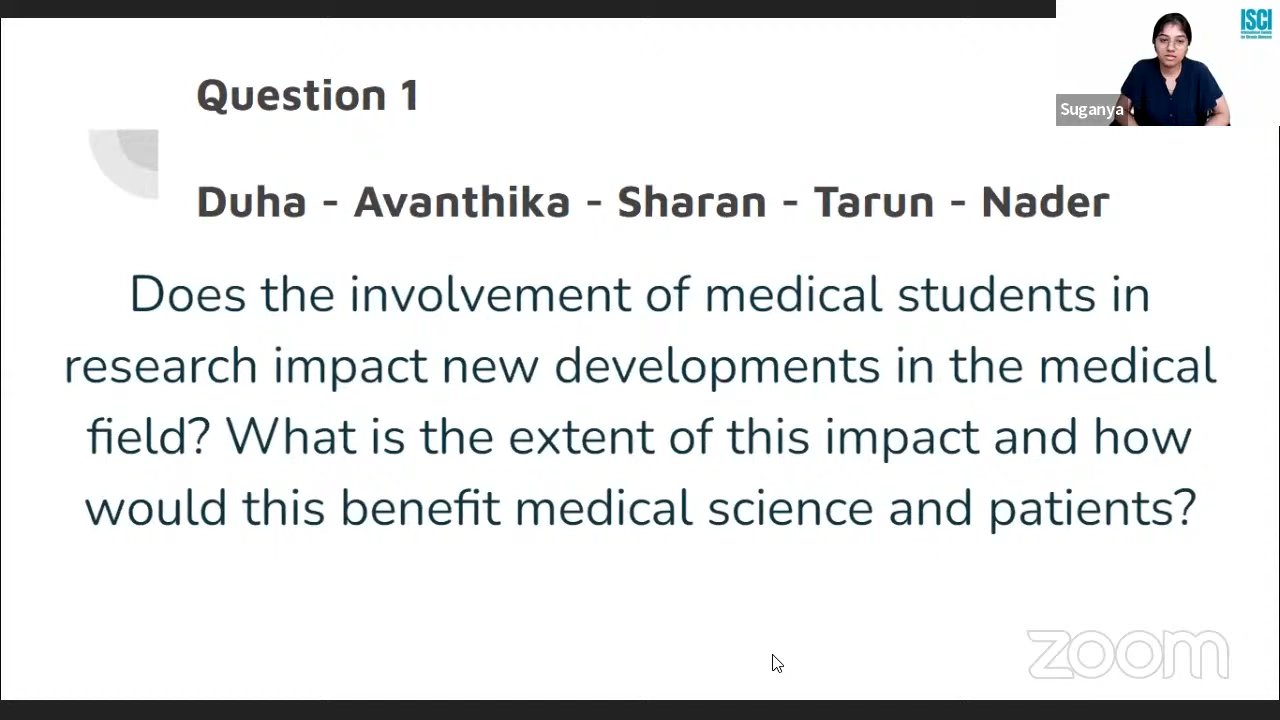 Question 1
ISCI
Suganya
Duha - Avanthika - Sharan - Tarun - Nader
Does the involvement of medical students in
research impact new developments in the medical
field? What is the extent of this impact and how
would this benefit medical science and patients?
zoom